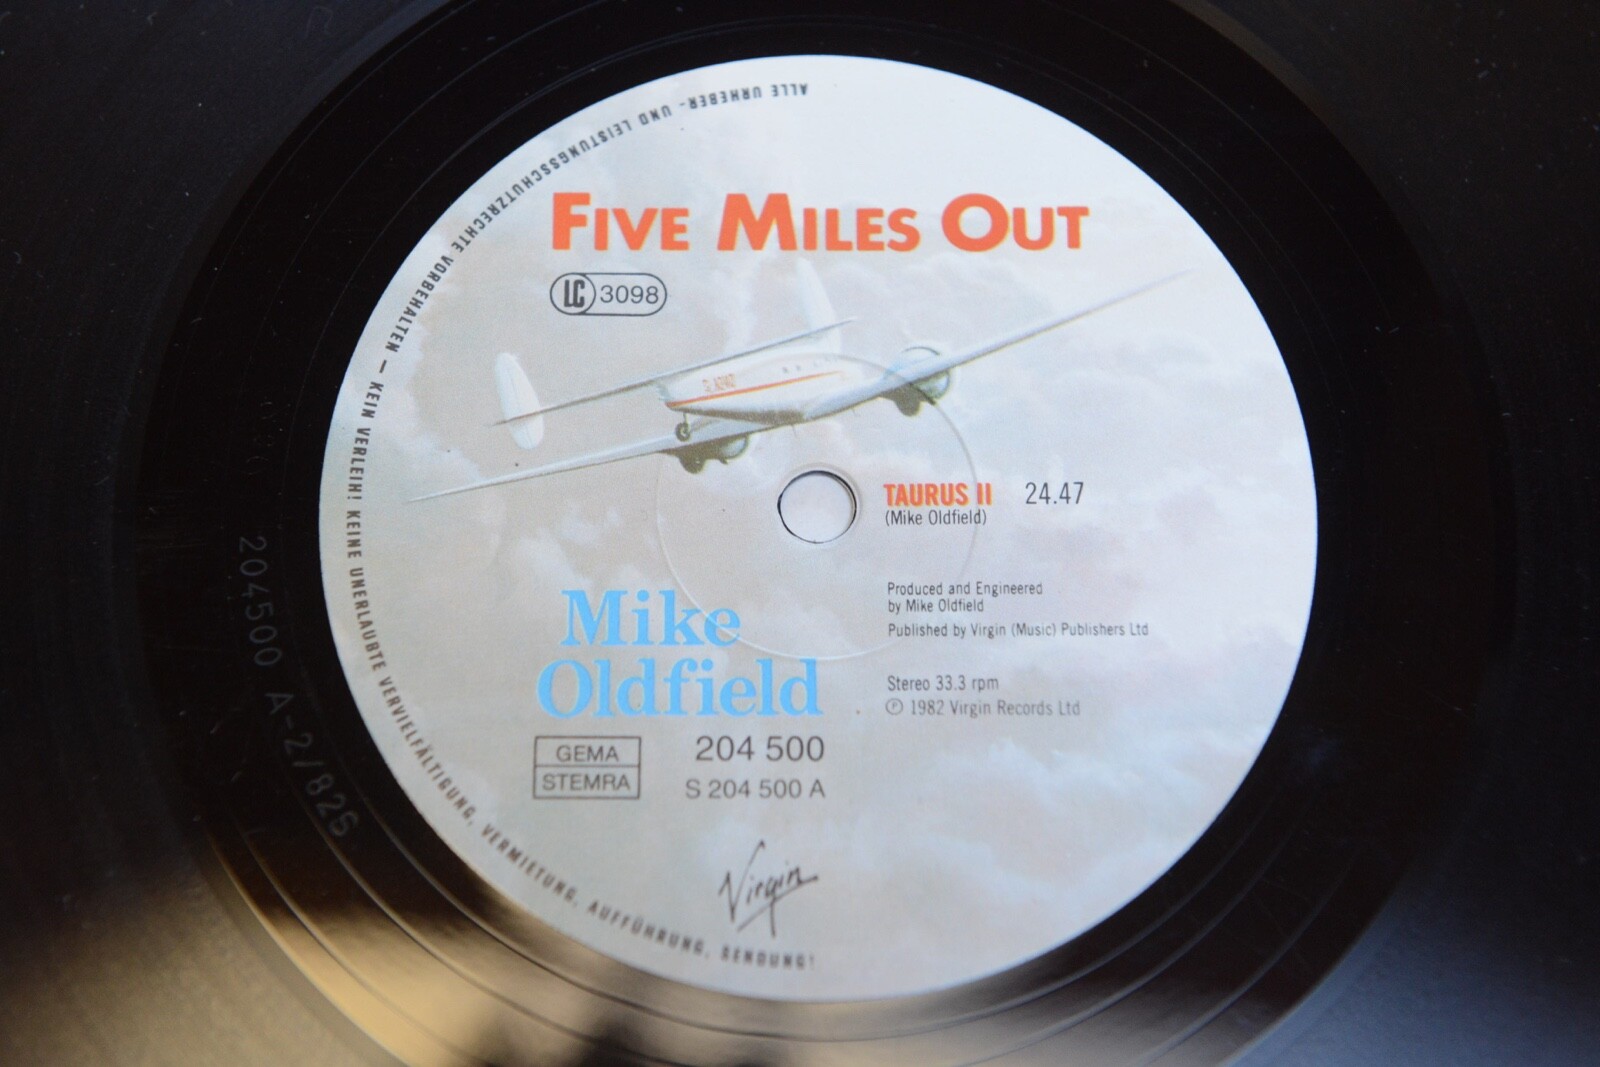 ALLE URHEBER- UND LEISTUNGSSCHUTZRECHTE VORBEHALTEN – KEIN VERLEIH! KEINE UNERLAUBTE VERVIELFÄLTIGUNG, VERMIETUNG, AUFFÜHRUNG, SENDUNG!
FIVE MILES OUT
LC 3098
TAURUS II 24.47
(Mike Oldfield)
Produced and Engineered
by Mike Oldfield
Published by Virgin (Music) Publishers Ltd
Stereo 33.3 rpm
Ⓟ 1982 Virgin Records Ltd
Mike
Oldfield
GEMA
STEMRA
204 500
S 204 500 A
Virgin
204500 A-2/82S